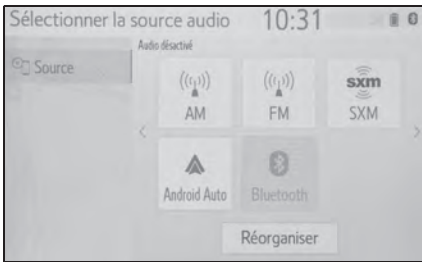 Sélectionner la source audio 10:31
Audio désactivé
Source
AM FM sxm SXM
Android Auto Bluetooth
Réorganiser